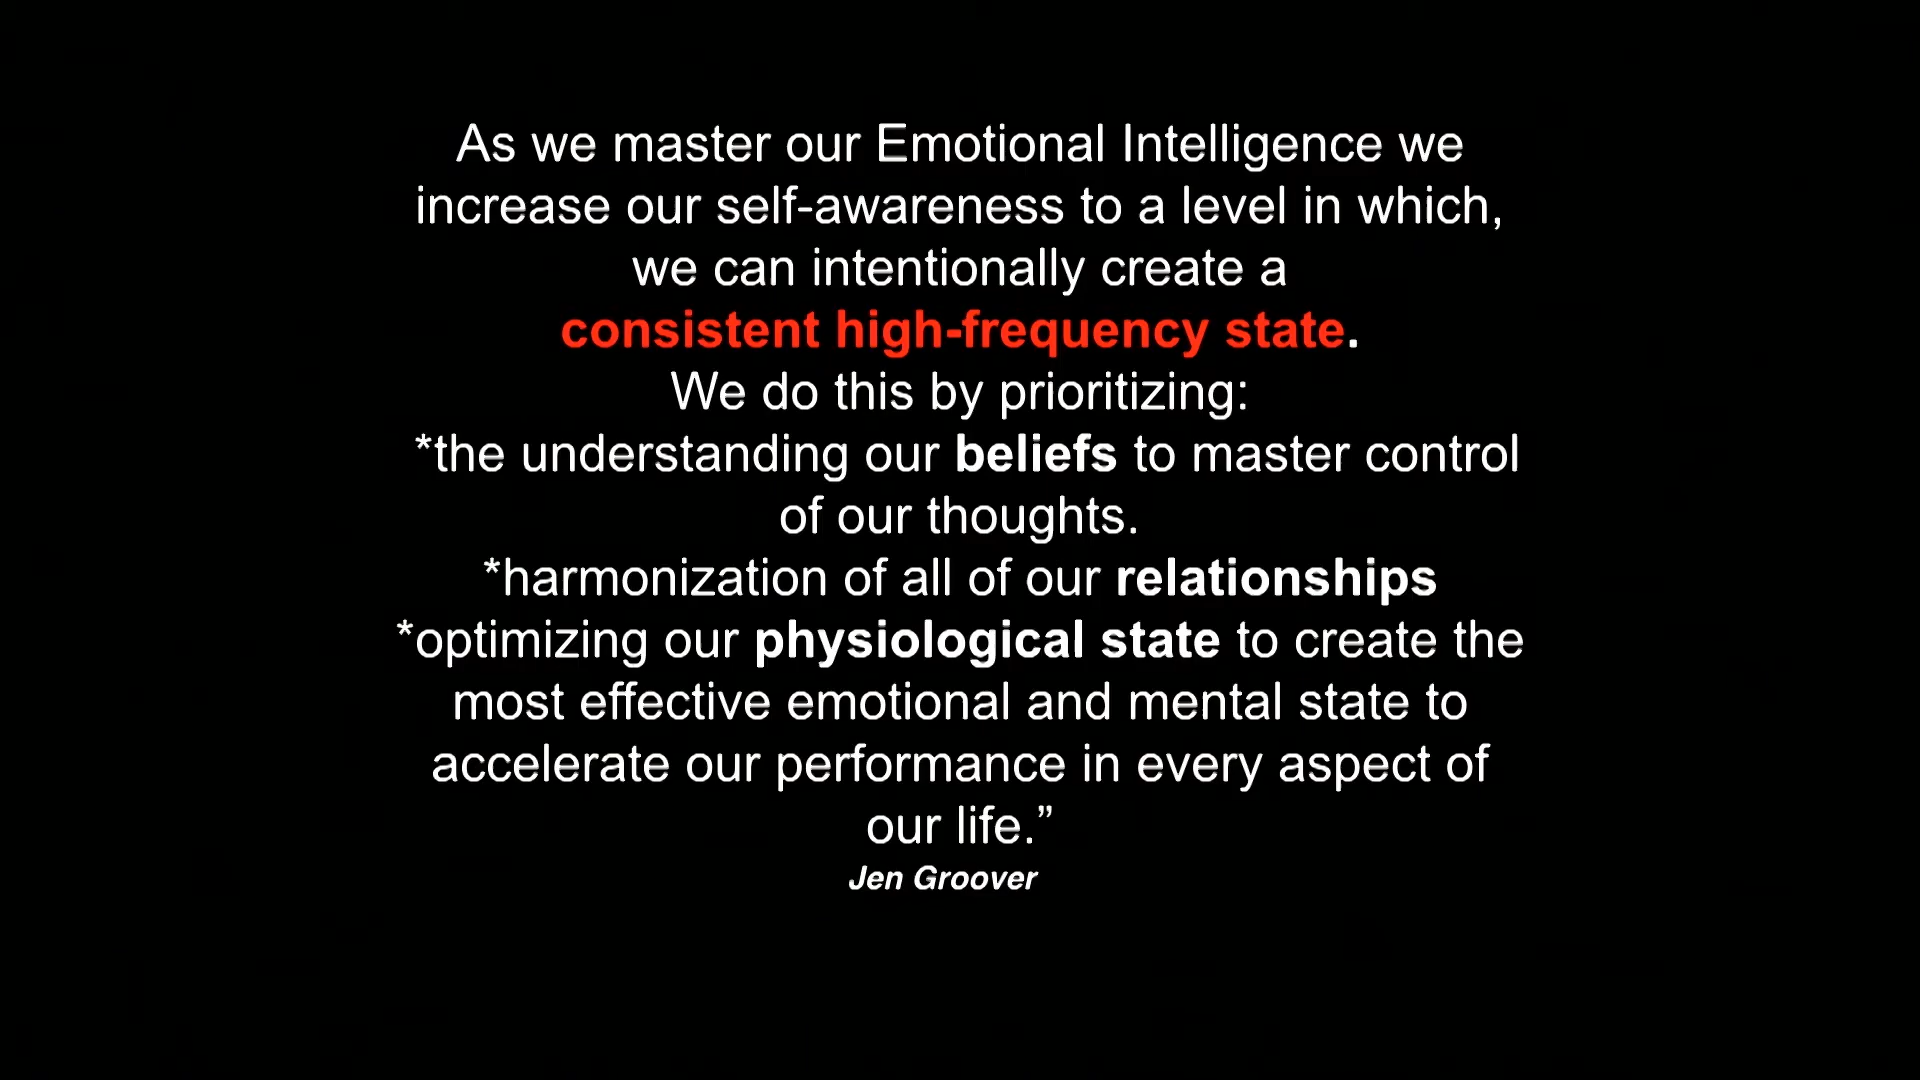 As we master our Emotional Intelligence we
increase our self-awareness to a level in which,
we can intentionally create a
consistent high-frequency state.
We do this by prioritizing:
*the understanding our beliefs to master control
of our thoughts.
*harmonization of all of our relationships
*optimizing our physiological state to create the
most effective emotional and mental state to
accelerate our performance in every aspect of
our life.”
Jen Groover